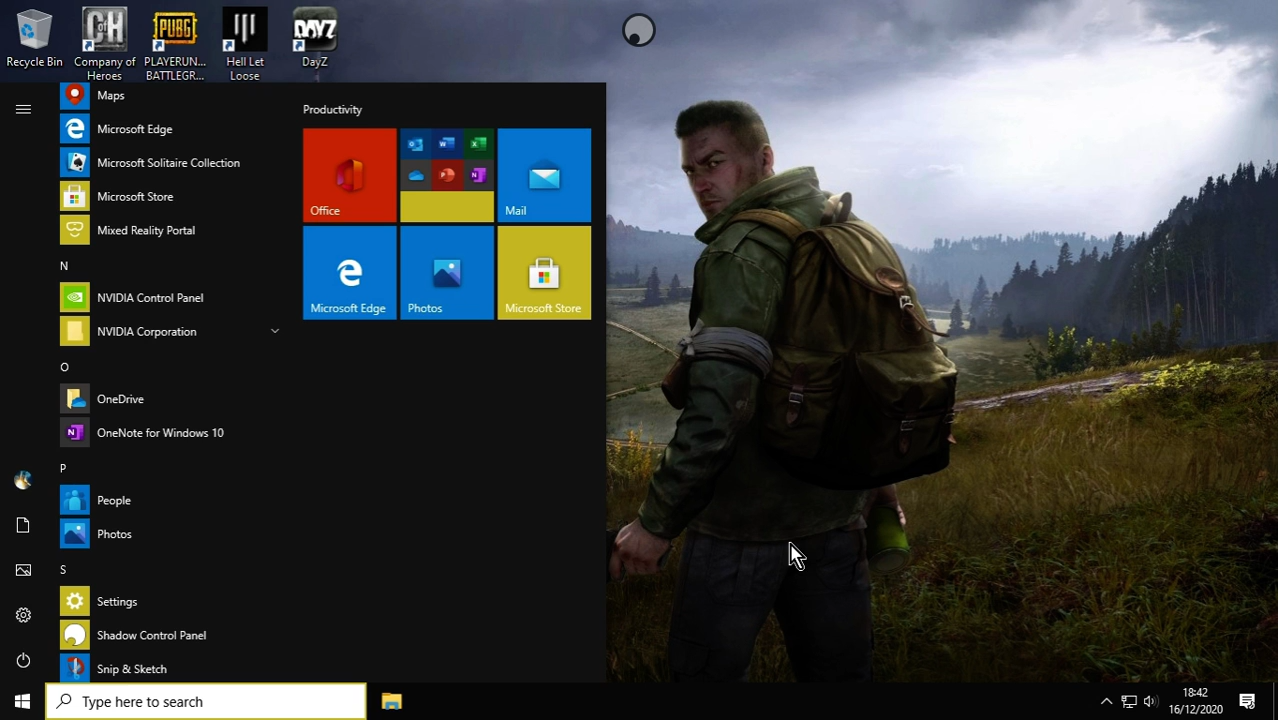 CH
PUBG
DAYZ
Recycle Bin
Company of
Heroes
PLAYERUN...
BATTLEGR...
Hell Let
Loose
DayZ
Maps
Microsoft Edge
Microsoft Solitaire Collection
Microsoft Store
Mixed Reality Portal
N
NVIDIA Control Panel
NVIDIA Corporation
O
OneDrive
OneNote for Windows 10
P
People
Photos
S
Settings
Shadow Control Panel
Snip & Sketch
Productivity
Office
Mail
Microsoft Edge
Photos
Microsoft Store
Type here to search
18:42
16/12/2020